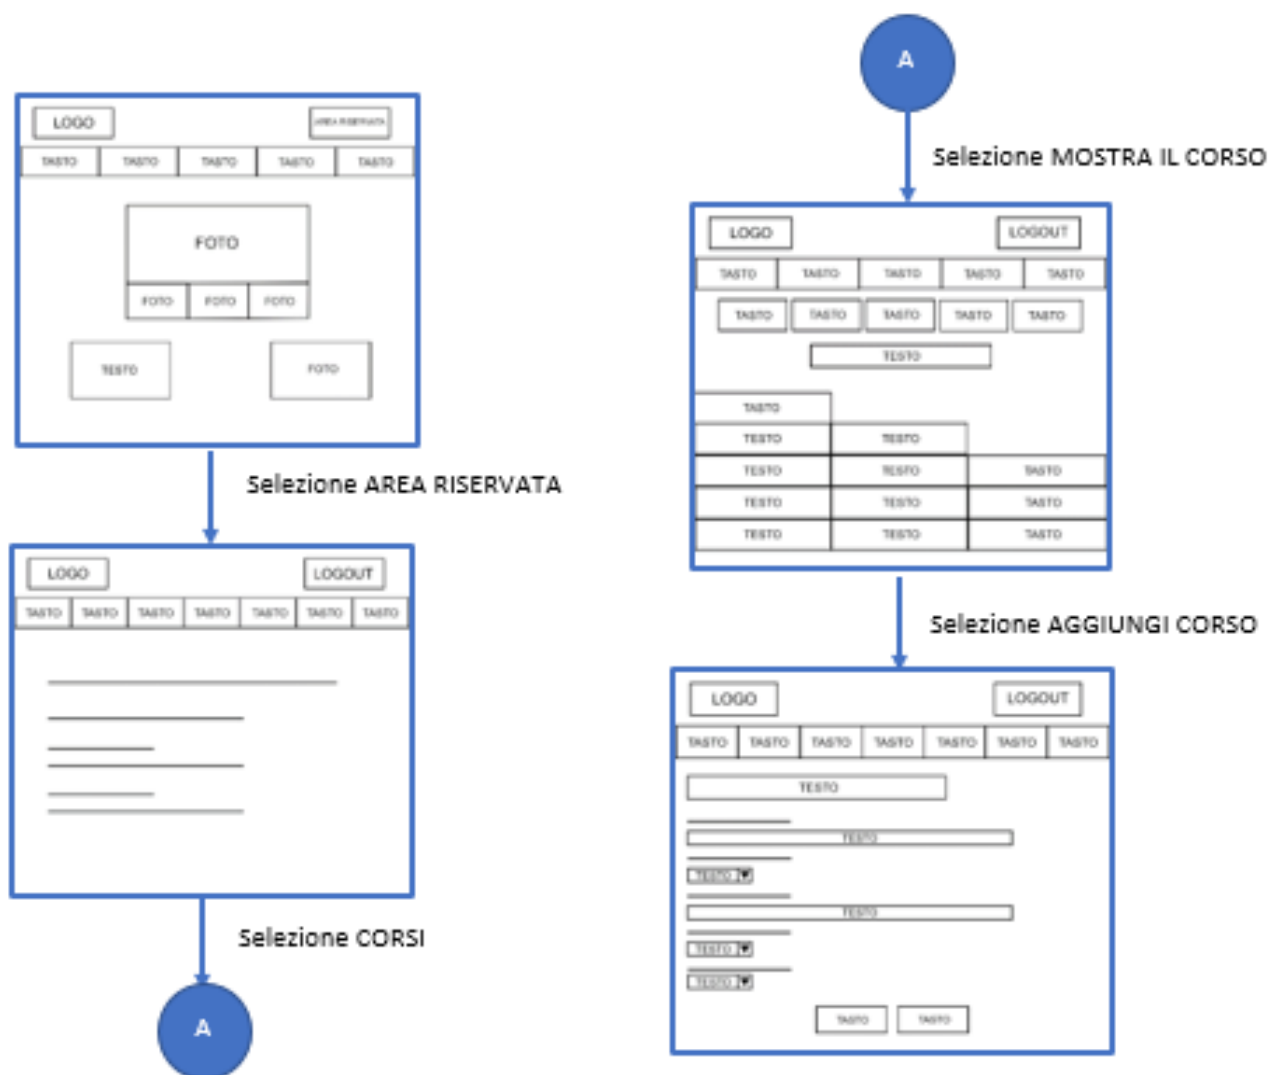 LOGO AREA RISERVATA
TASTO TASTO TASTO TASTO TASTO
FOTO
FOTO FOTO FOTO
TESTO FOTO
Selezione AREA RISERVATA
LOGO LOGOUT
TASTO TASTO TASTO TASTO TASTO TASTO TASTO
Selezione CORSI
A
A
Selezione MOSTRA IL CORSO
LOGO LOGOUT
TASTO TASTO TASTO TASTO TASTO
TASTO TASTO TASTO TASTO TASTO
TESTO
TASTO
TESTO TESTO
TESTO TESTO TASTO
TESTO TESTO TASTO
TESTO TESTO TASTO
Selezione AGGIUNGI CORSO
LOGO LOGOUT
TASTO TASTO TASTO TASTO TASTO TASTO TASTO
TESTO
TESTO
TESTO
TESTO
TESTO
TESTO
TASTO TASTO